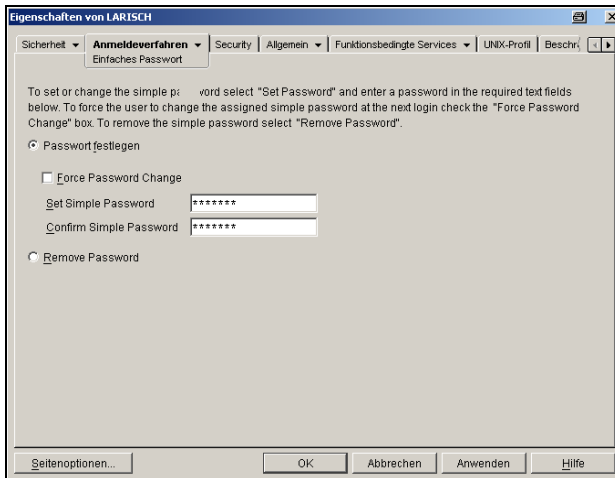 Eigenschaften von LARISCH
Sicherheit Anmeldeverfahren Security Allgemein Funktionsbedingte Services UNIX-Profil
Einfaches Passwort
To set or change the simple pa word select "Set Password" and enter a password in the required text fields
below. To force the user to change the assigned simple password at the next login check the "Force Password
Change" box. To remove the simple password select "Remove Password".
Passwort festlegen
Force Password Change
Set Simple Password *******
Confirm Simple Password *******
Remove Password
Seitenoptionen... OK Abbrechen Anwenden Hilfe